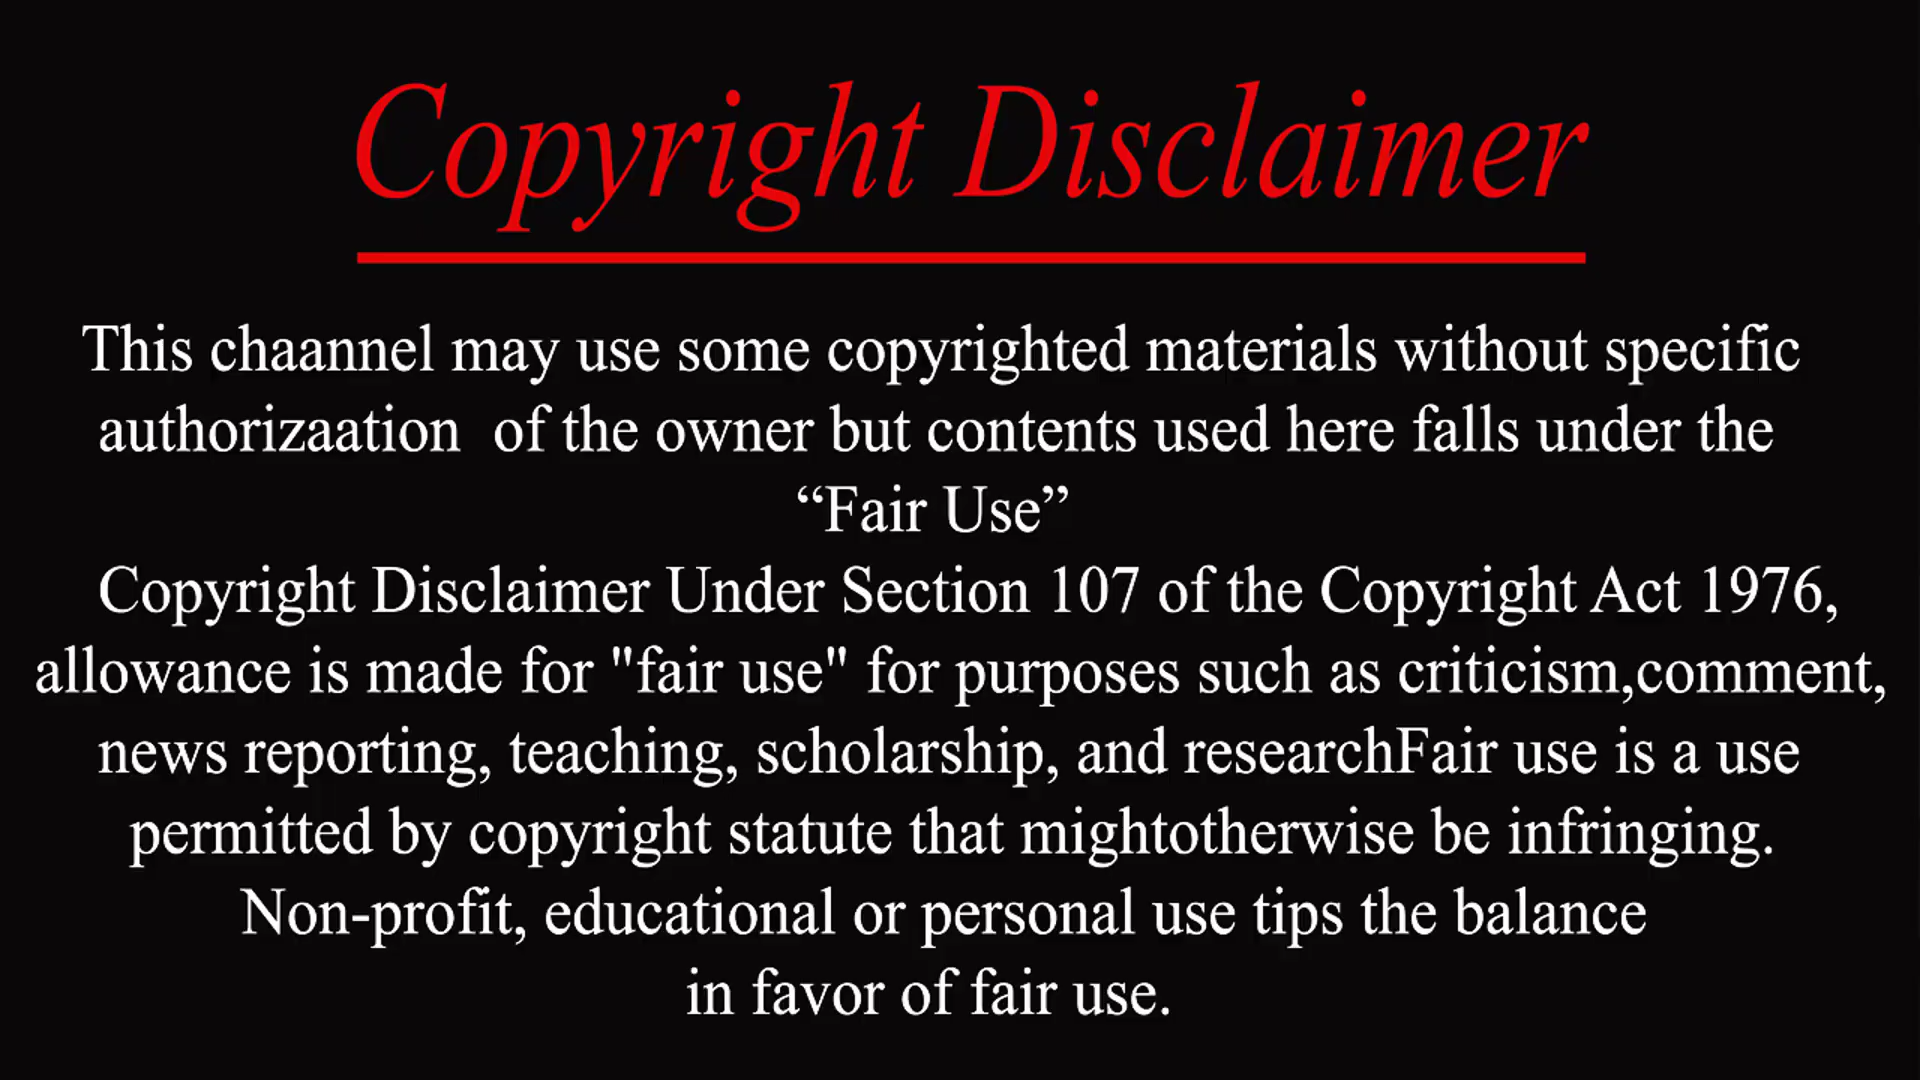 Copyright Disclaimer
This chaannel may use some copyrighted materials without specific
authorizaation  of the owner but contents used here falls under the
“Fair Use”
Copyright Disclaimer Under Section 107 of the Copyright Act 1976,
allowance is made for "fair use" for purposes such as criticism,comment,
news reporting, teaching, scholarship, and researchFair use is a use
permitted by copyright statute that mightotherwise be infringing.
Non-profit, educational or personal use tips the balance
in favor of fair use.